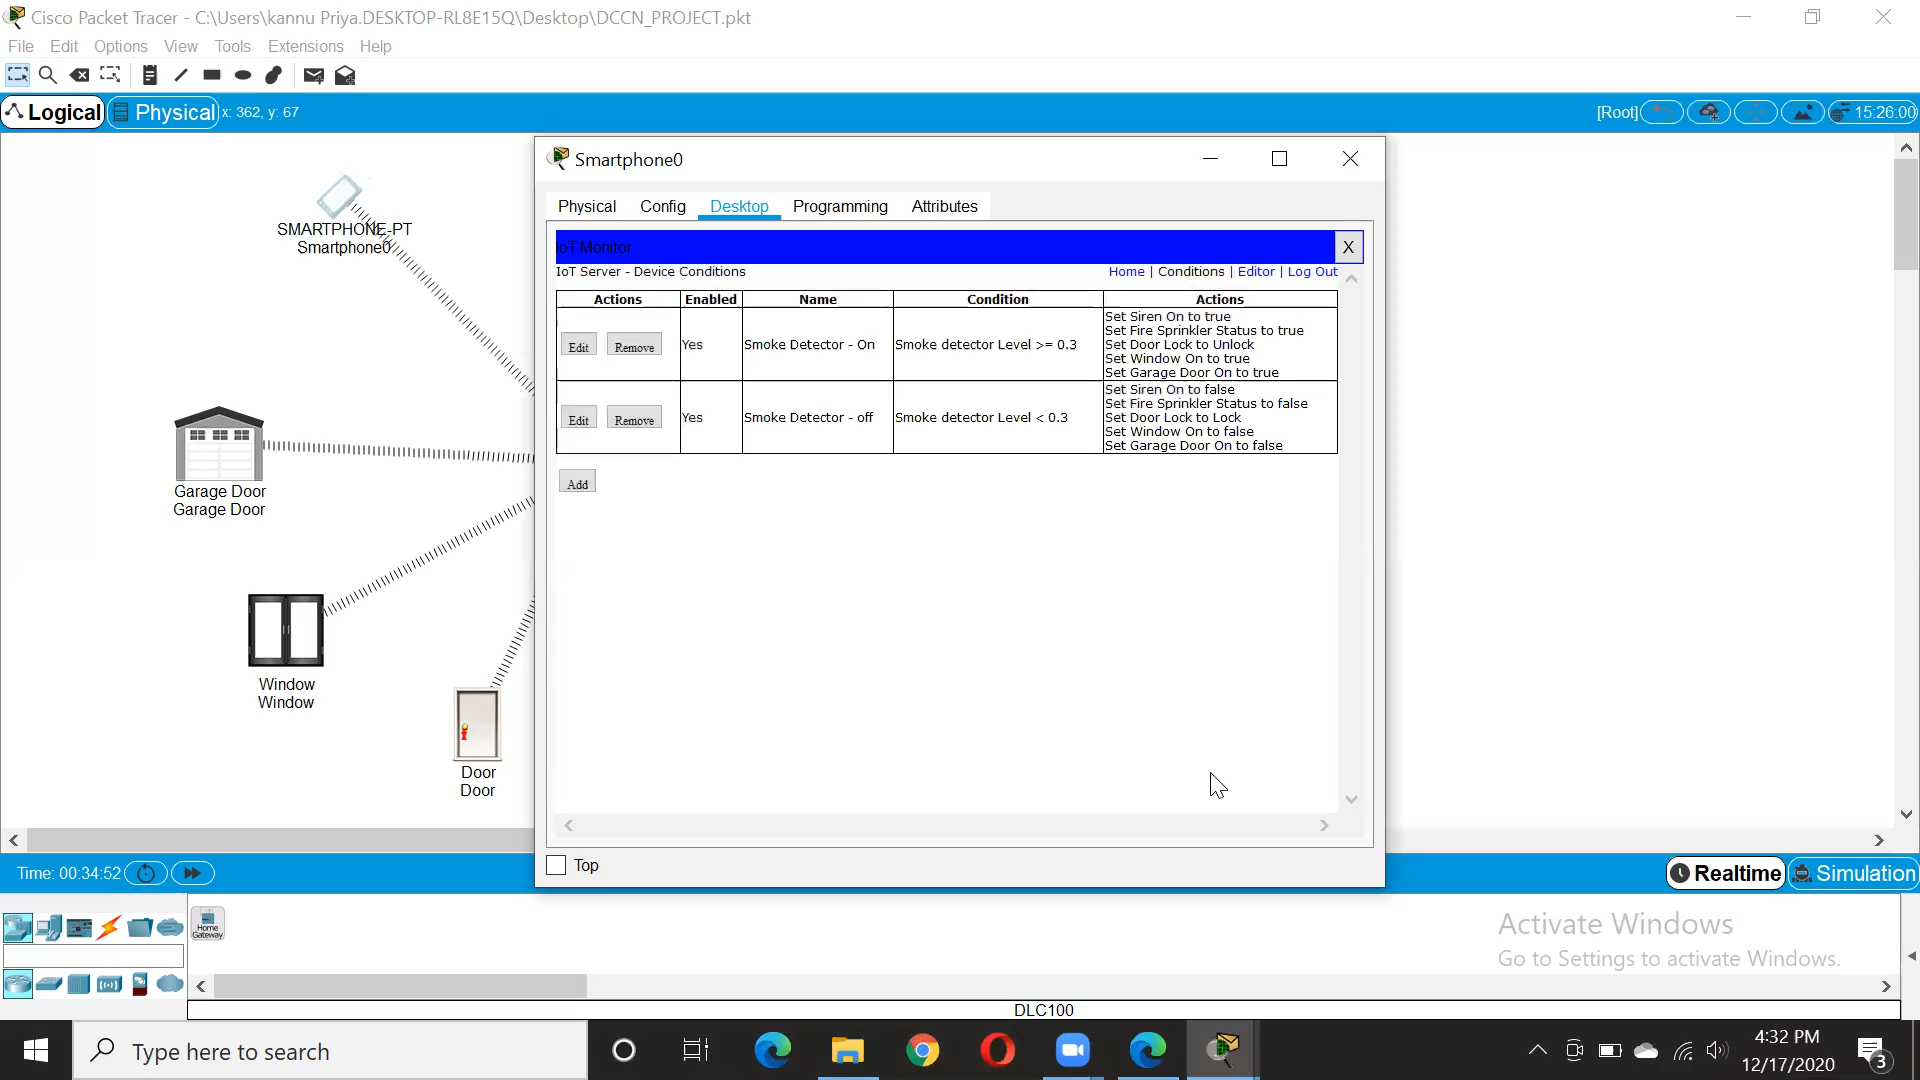 Cisco Packet Tracer - C:\Users\kannu Priya.DESKTOP-RL8E15Q\Desktop\DCCN_PROJECT.pkt
File Edit Options View Tools Extensions Help
Logical Physical x: 362, y: 67 [Root] 15:26:00
Smartphone0
Physical Config Desktop Programming Attributes
IoT Monitor X
IoT Server - Device Conditions Home | Conditions | Editor | Log Out
Actions Enabled Name Condition Actions
Edit Remove Yes Smoke Detector - On Smoke detector Level >= 0.3
Set Siren On to true
Set Fire Sprinkler Status to true
Set Door Lock to Unlock
Set Window On to true
Set Garage Door On to true
Edit Remove Yes Smoke Detector - off Smoke detector Level < 0.3
Set Siren On to false
Set Fire Sprinkler Status to false
Set Door Lock to Lock
Set Window On to false
Set Garage Door On to false
Add
Top
SMARTPHONE-PT
Smartphone0
Garage Door
Garage Door
Window
Window
Door
Door
Time: 00:34:52 Realtime Simulation
Home
Gateway
Activate Windows
Go to Settings to activate Windows.
DLC100
Type here to search
4:32 PM
12/17/2020
3